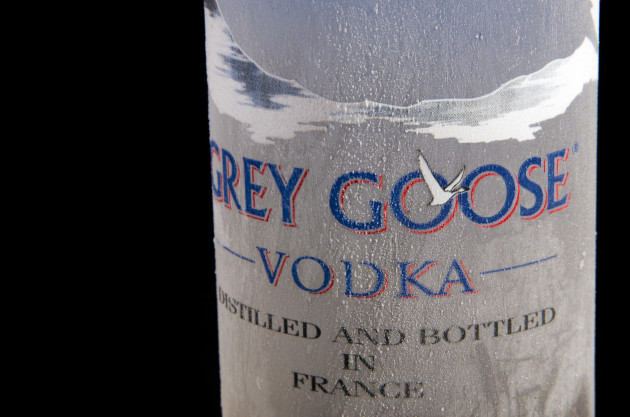 GREY GOOSE
VODKA
DISTILLED AND BOTTLED
IN
FRANCE